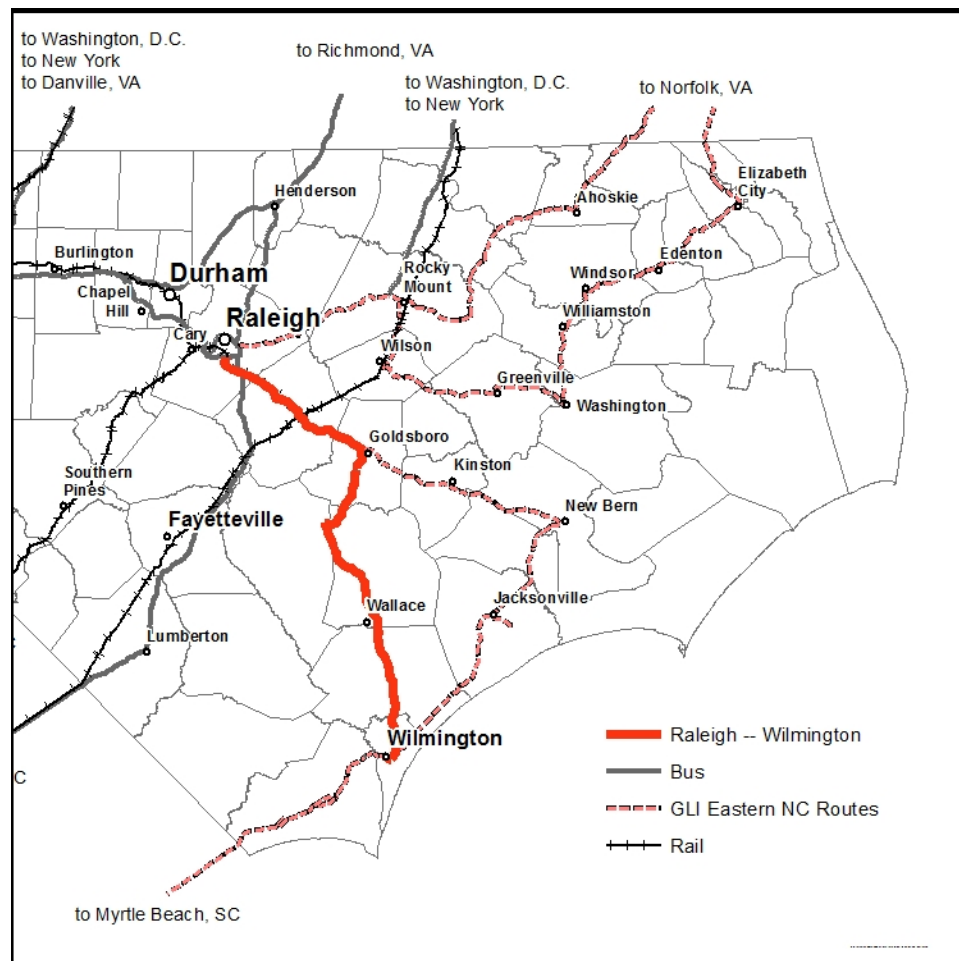 to Washington, D.C.
to New York
to Danville, VA
to Richmond, VA
to Washington, D.C.
to New York
to Norfolk, VA
Henderson
Ahoskie
Elizabeth
City
Burlington
Durham
Chapel
Hill
Rocky
Mount
Windsor
Edenton
Raleigh
Williamston
Cary
Wilson
Greenville
Washington
Goldsboro
Kinston
Southern
Pines
New Bern
Fayetteville
Wallace
Jacksonville
Lumberton
Wilmington
C
Raleigh -- Wilmington
Bus
GLI Eastern NC Routes
Rail
to Myrtle Beach, SC